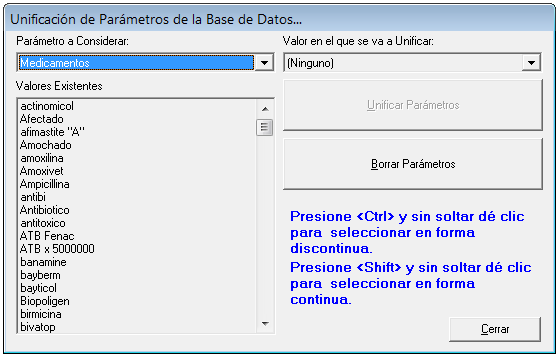 Unificación de Parámetros de la Base de Datos...
Parámetro a Considerar:
Medicamentos
Valor en el que se va a Unificar:
(Ninguno)
Valores Existentes
actinomicol
Afectado
afimastite "A"
Amochado
amoxilina
Amoxivet
Ampicillina
antibi
Antibiotico
antitoxico
ATB Fenac
ATB x 5000000
banamine
bayberm
bayticol
Biopoligen
birmicina
bivatop
Unificar Parámetros
Borrar Parámetros
Presione <Ctrl> y sin soltar dé clic
para seleccionar en forma
discontinua.
Presione <Shift> y sin soltar dé clic
para seleccionar en forma
continua.
Cerrar